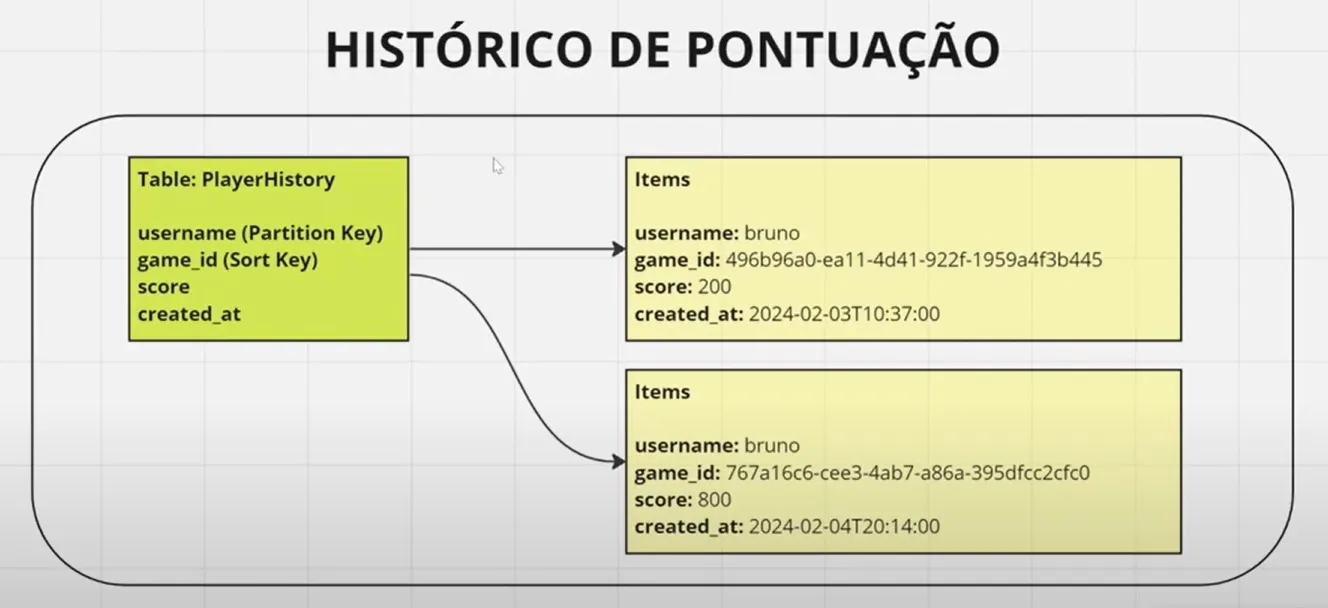 HISTÓRICO DE PONTUAÇÃO
Table: PlayerHistory
username (Partition Key)
game_id (Sort Key)
score
created_at
Items
username: bruno
game_id: 496b96a0-ea11-4d41-922f-1959a4f3b445
score: 200
created_at: 2024-02-03T10:37:00
Items
username: bruno
game_id: 767a16c6-cee3-4ab7-a86a-395dfcc2cfc0
score: 800
created_at: 2024-02-04T20:14:00